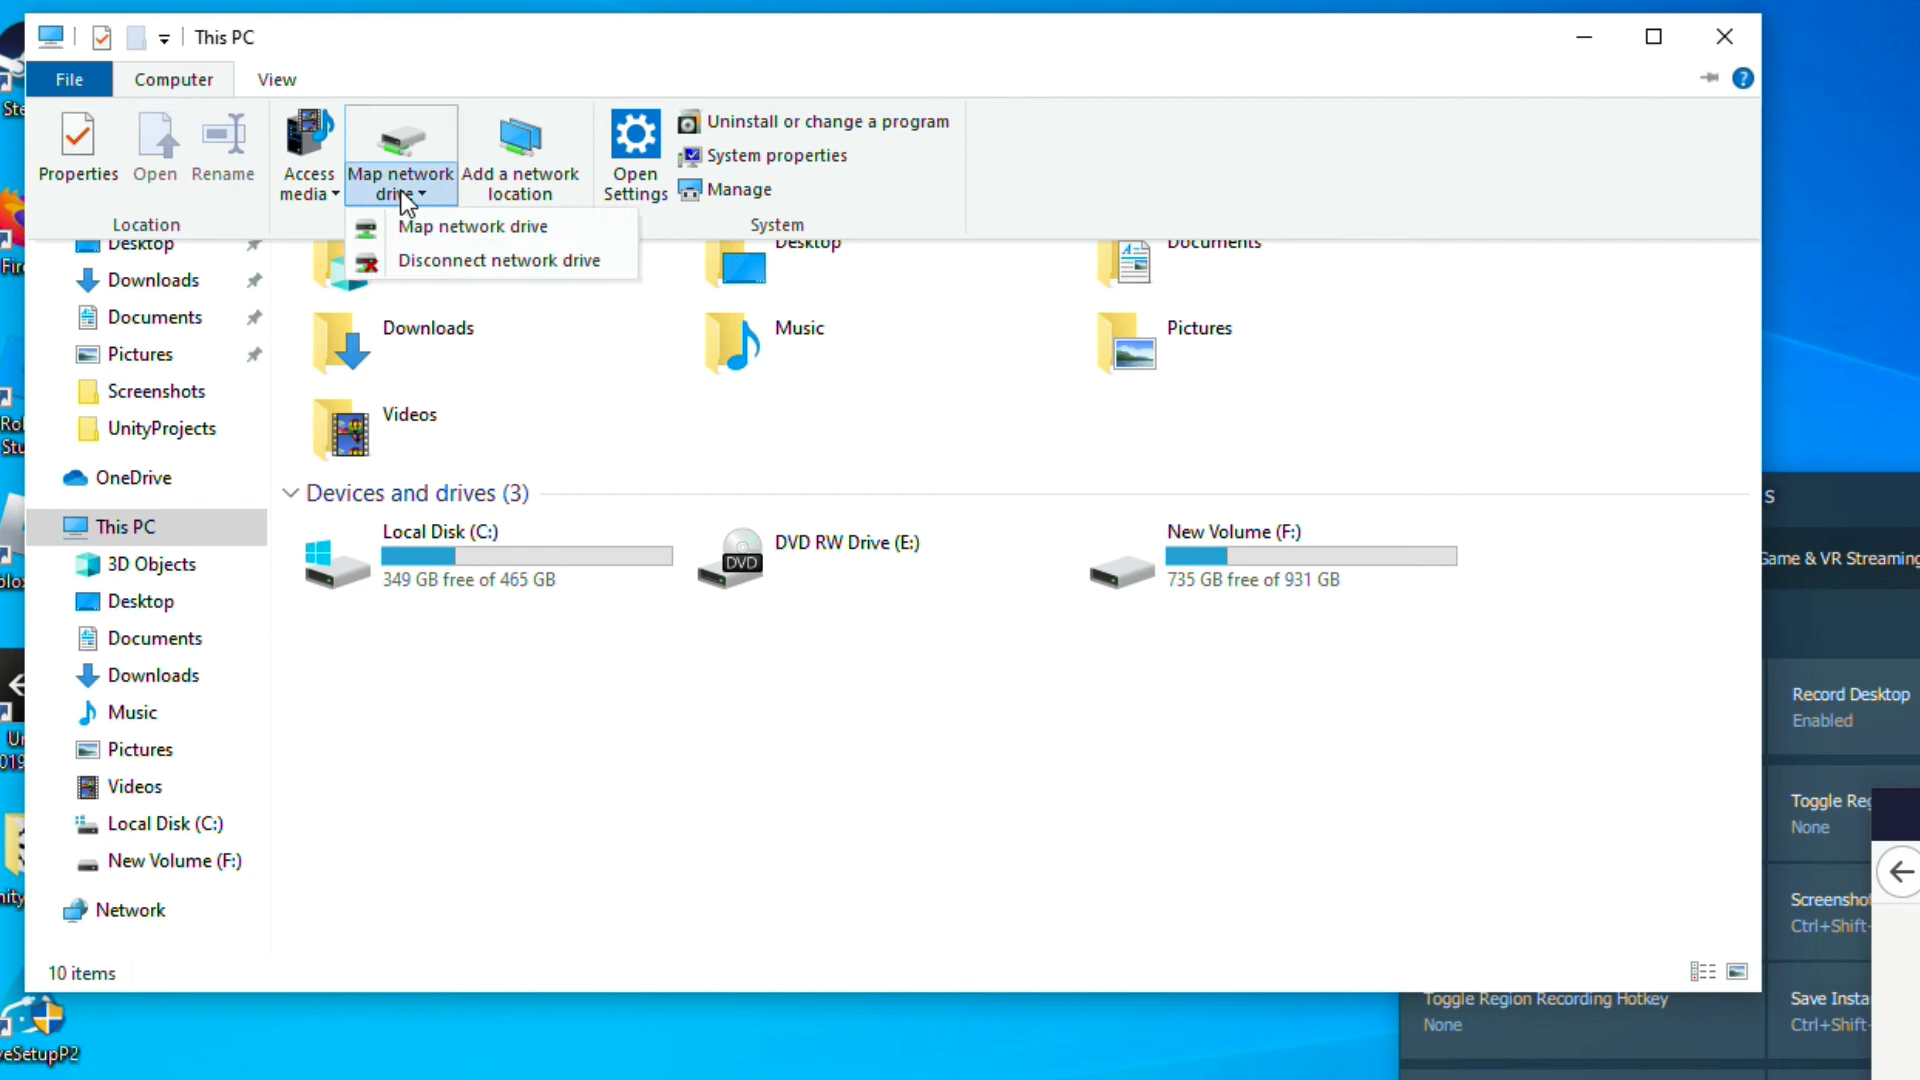 This PC
File
Computer
View
Properties
Open
Rename
Access
media
Map network
drive
Add a network
location
Open
Settings
Uninstall or change a program
System properties
Manage
Location
System
Map network drive
Disconnect network drive
Desktop
Downloads
Documents
Pictures
Screenshots
UnityProjects
OneDrive
This PC
3D Objects
Desktop
Documents
Downloads
Music
Pictures
Videos
Local Disk (C:)
New Volume (F:)
Network
Desktop
Documents
Downloads
Music
Pictures
Videos
Devices and drives (3)
Local Disk (C:)
349 GB free of 465 GB
DVD RW Drive (E:)
DVD
New Volume (F:)
735 GB free of 931 GB
10 items
Game & VR Streaming
Record Desktop
Enabled
Toggle Reg
None
Screensho
Ctrl+Shift-
Toggle Region Recording Hotkey
None
Save Insta
Ctrl+Shift-
veSetupP2